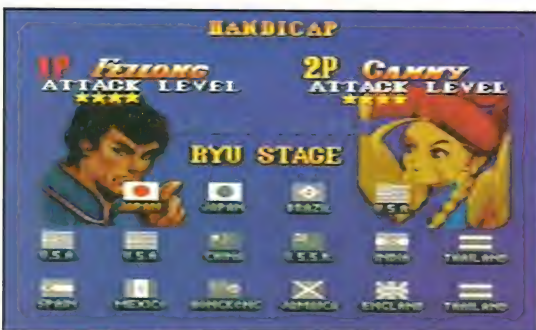 HANDICAP
1P FEILONG 2P CAMMY
ATTACK LEVEL ATTACK LEVEL
RYU STAGE
JAPAN JAPAN BRAZIL U.S.A
U.S.A U.S.A CHINA U.S.S.R INDIA THAILAND
SPAIN MEXICO HONGKONG JAMAICA ENGLAND THAILAND